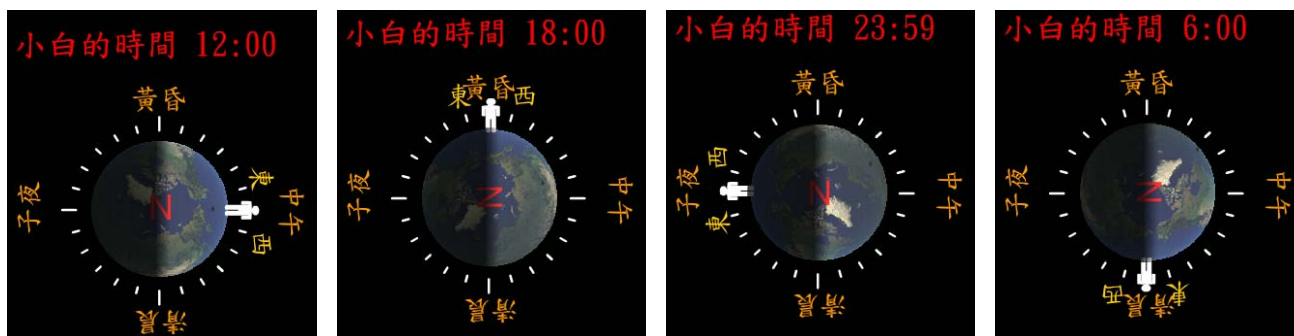 小白的時間 12:00
黃昏
東
子夜
N
中午
西
清晨
小白的時間 18:00
黃昏
東
西
子夜
N
中午
清晨
小白的時間 23:59
黃昏
西
子夜
N
中午
東
清晨
小白的時間 6:00
黃昏
子夜
N
中午
西
清晨
東